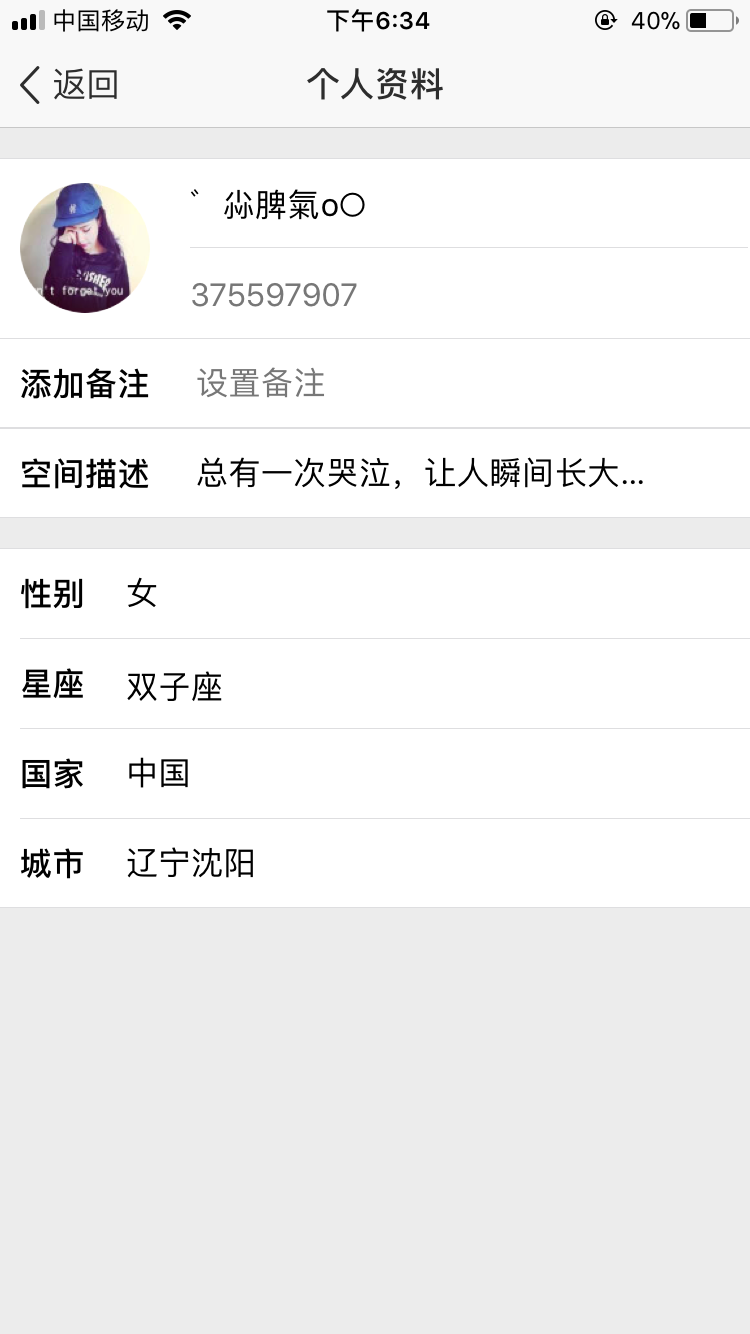 中国移动 下午6:34 40%
返回 个人资料
゛尛脾氣o〇
375597907
't forget you
添加备注 设置备注
空间描述 总有一次哭泣，让人瞬间长大...
性别 女
星座 双子座
国家 中国
城市 辽宁沈阳